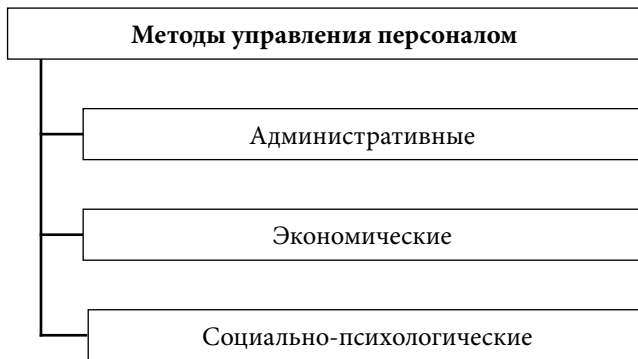 Методы управления персоналом
Административные
Экономические
Социально-психологические